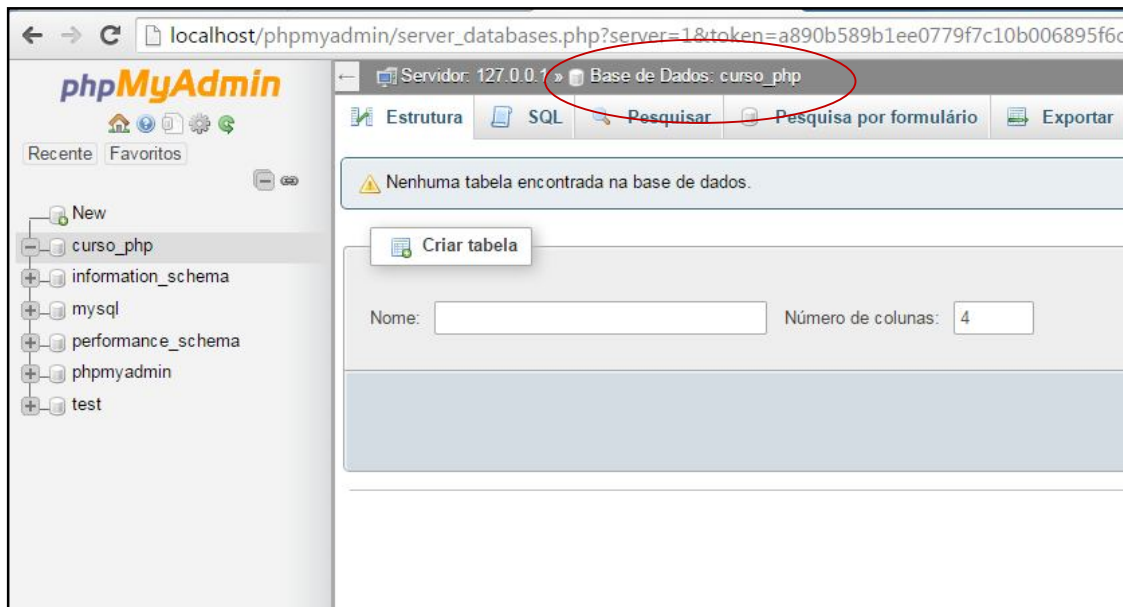 localhost/phpmyadmin/server_databases.php?server=1&token=a890b589b1ee0779f7c10b006895f6c
phpMyAdmin
Recente Favoritos
New
curso_php
information_schema
mysql
performance_schema
phpmyadmin
test
Servidor: 127.0.0.1 » Base de Dados: curso_php
Estrutura SQL Pesquisar Pesquisa por formulário Exportar
Nenhuma tabela encontrada na base de dados.
Criar tabela
Nome: Número de colunas: 4